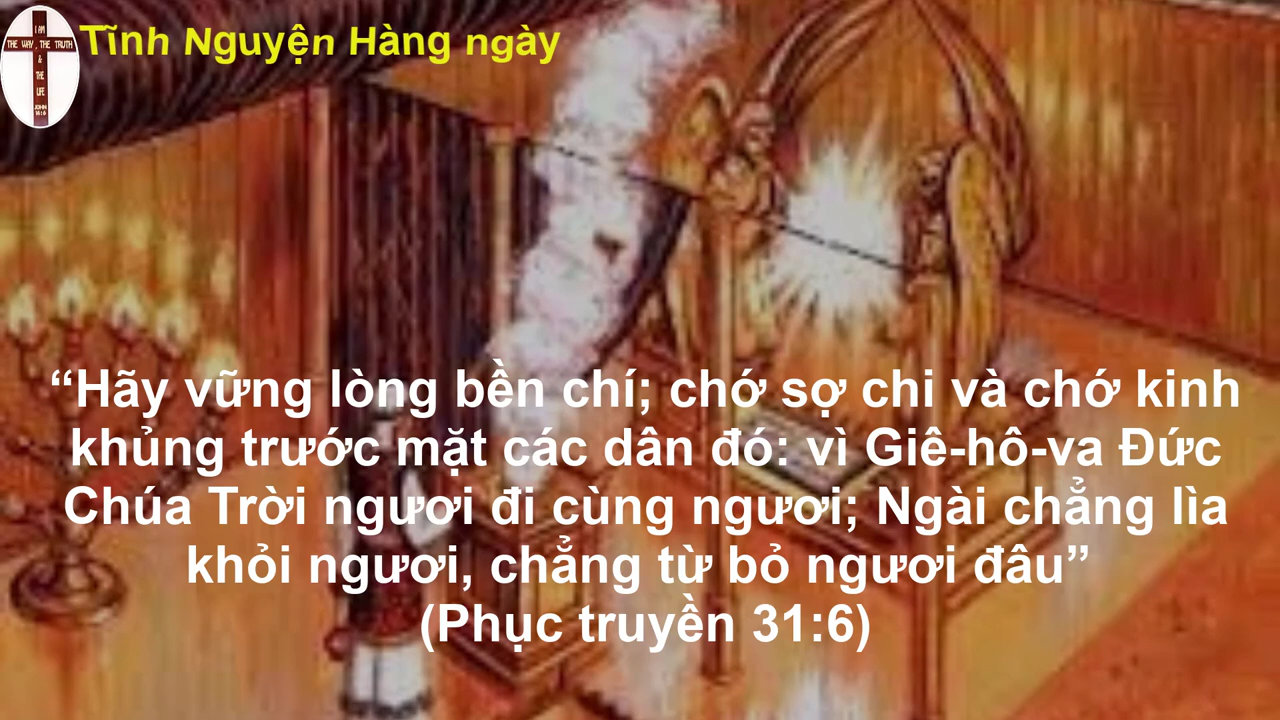 I AM
THE WAY, THE TRUTH
&
THE
LIFE
JOHN
14:6
Tĩnh Nguyện Hàng ngày
“Hãy vững lòng bền chí; chớ sợ chi và chớ kinh
khủng trước mặt các dân đó: vì Giê-hô-va Đức
Chúa Trời ngươi đi cùng ngươi; Ngài chẳng lìa
khỏi ngươi, chẳng từ bỏ ngươi đâu”
(Phục truyền 31:6)